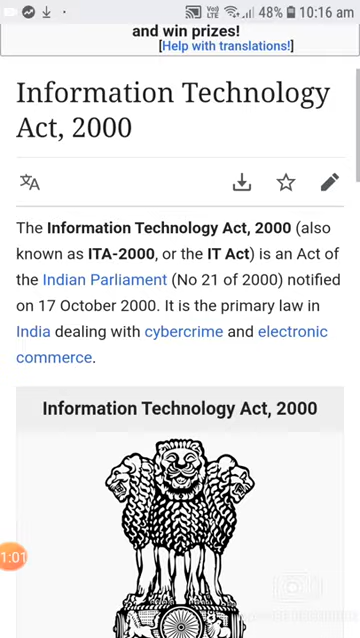 48% 10:16 am
and win prizes!
[Help with translations!]
Information Technology
Act, 2000
The Information Technology Act, 2000 (also
known as ITA-2000, or the IT Act) is an Act of
the Indian Parliament (No 21 of 2000) notified
on 17 October 2000. It is the primary law in
India dealing with cybercrime and electronic
commerce.
Information Technology Act, 2000
1:01